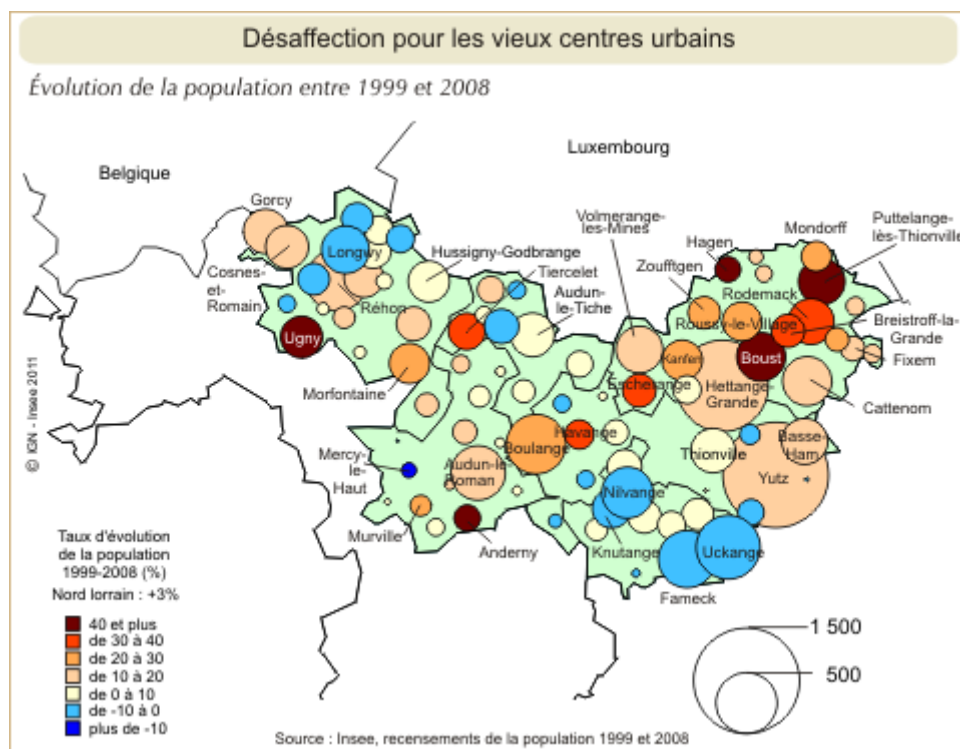 Désaffection pour les vieux centres urbains
Évolution de la population entre 1999 et 2008
Luxembourg
Belgique
Gorcy
Volmerange-
les-Mines
Mondorff
Puttelange-
lès-Thionville
Hagen
Longwy
Hussigny-Godbrange
Zoufftgen
Cosnes-
et-
Romain
Tiercelet
Rodemack
Audun-
le-Tiche
Réhon
Roussy-le-Village
Breistroff-la-
Grande
Ugny
Kanfen
Boust
Fixem
Escherange
Hettange-
Grande
Morfontaine
Cattenom
Havange
Boulange
Thionville
Basse-
Ham
Mercy-
le-
Haut
Audun-le-
Roman
Yutz
Nilvange
Murville
Anderny
Knutange
Uckange
Fameck
© IGN - Insee 2011
Taux d'évolution
de la population
1999-2008 (%)
Nord lorrain : +3%
40 et plus
de 30 à 40
de 20 à 30
de 10 à 20
de 0 à 10
de -10 à 0
plus de -10
1 500
500
Source : Insee, recensements de la population 1999 et 2008